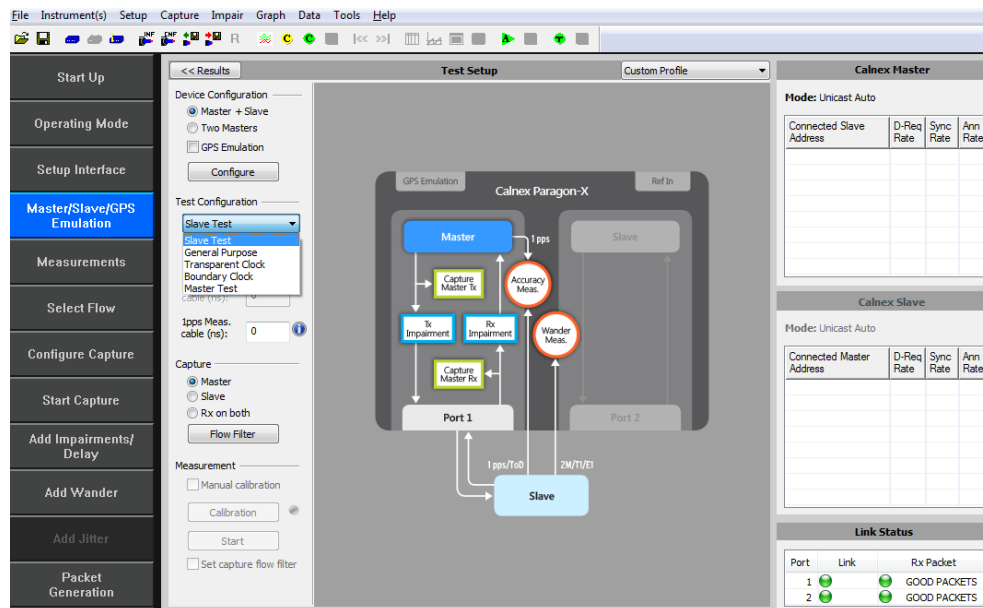 File Instrument(s) Setup Capture Impair Graph Data Tools Help
INF INF R C C A
Start Up
Operating Mode
Setup Interface
Master/Slave/GPS
Emulation
Measurements
Select Flow
Configure Capture
Start Capture
Add Impairments/
Delay
Add Wander
Add Jitter
Packet
Generation
<< Results
Test Setup
Custom Profile
Device Configuration
Master + Slave
Two Masters
GPS Emulation
Configure
Test Configuration
Slave Test
Slave Test
General Purpose
Transparent Clock
Boundary Clock
Master Test
cable (ns): 0
1pps Meas.
cable (ns): 0
Capture
Master
Slave
Rx on both
Flow Filter
Measurement
Manual calibration
Calibration
Start
Set capture flow filter
GPS Emulation
Calnex Paragon-X
Ref In
Master
1 pps
Slave
Capture
Master Tx
Accuracy
Meas.
Tx
Impairment
Rx
Impairment
Wander
Meas.
Capture
Master Rx
Port 1
Port 2
1 pps/ToD
2M/T1/E1
Slave
Calnex Master
Mode: Unicast Auto
Connected Slave
Address
D-Req
Rate
Sync
Rate
Ann
Rate
Calnex Slave
Mode: Unicast Auto
Connected Master
Address
D-Req
Rate
Sync
Rate
Ann
Rate
Link Status
Port Link Rx Packet
1 GOOD PACKETS
2 GOOD PACKETS